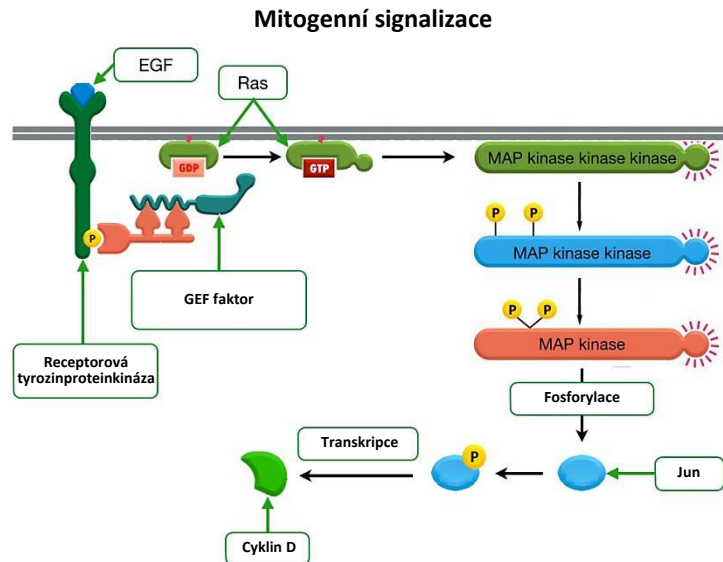 Mitogenní signalizace
EGF
Ras
GDP
GTP
MAP kinase kinase kinase
P
P
P
MAP kinase kinase
GEF faktor
P
P
MAP kinase
Receptorová
tyrozinproteinkináza
Fosforylace
Transkripce
P
Jun
Cyklin D